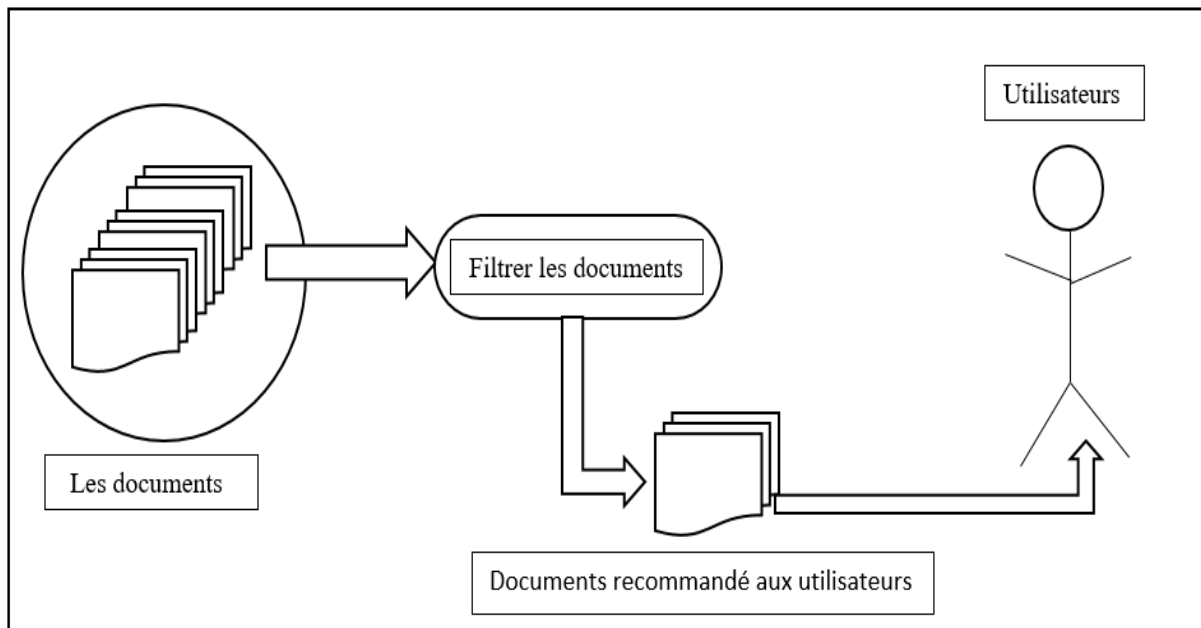 Utilisateurs
Filtrer les documents
Les documents
Documents recommandé aux utilisateurs